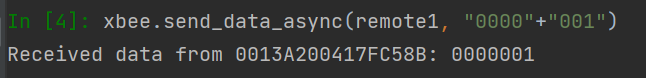 In [4]: xbee.send_data_async(remote1, "0000"+"001")
Received data from 0013A200417FC58B: 0000001